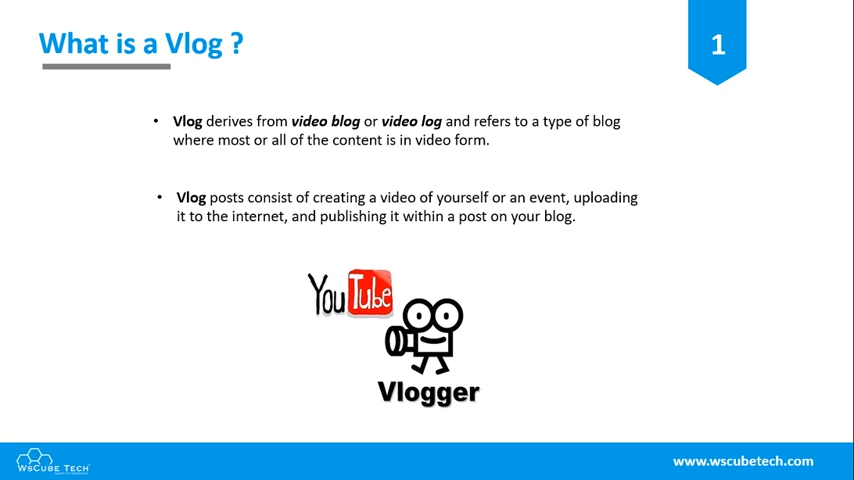 What is a Vlog ?
1
• Vlog derives from video blog or video log and refers to a type of blog
where most or all of the content is in video form.
• Vlog posts consist of creating a video of yourself or an event, uploading
it to the internet, and publishing it within a post on your blog.
YouTube
Vlogger
WSCUBE TECH
www.wscubetech.com